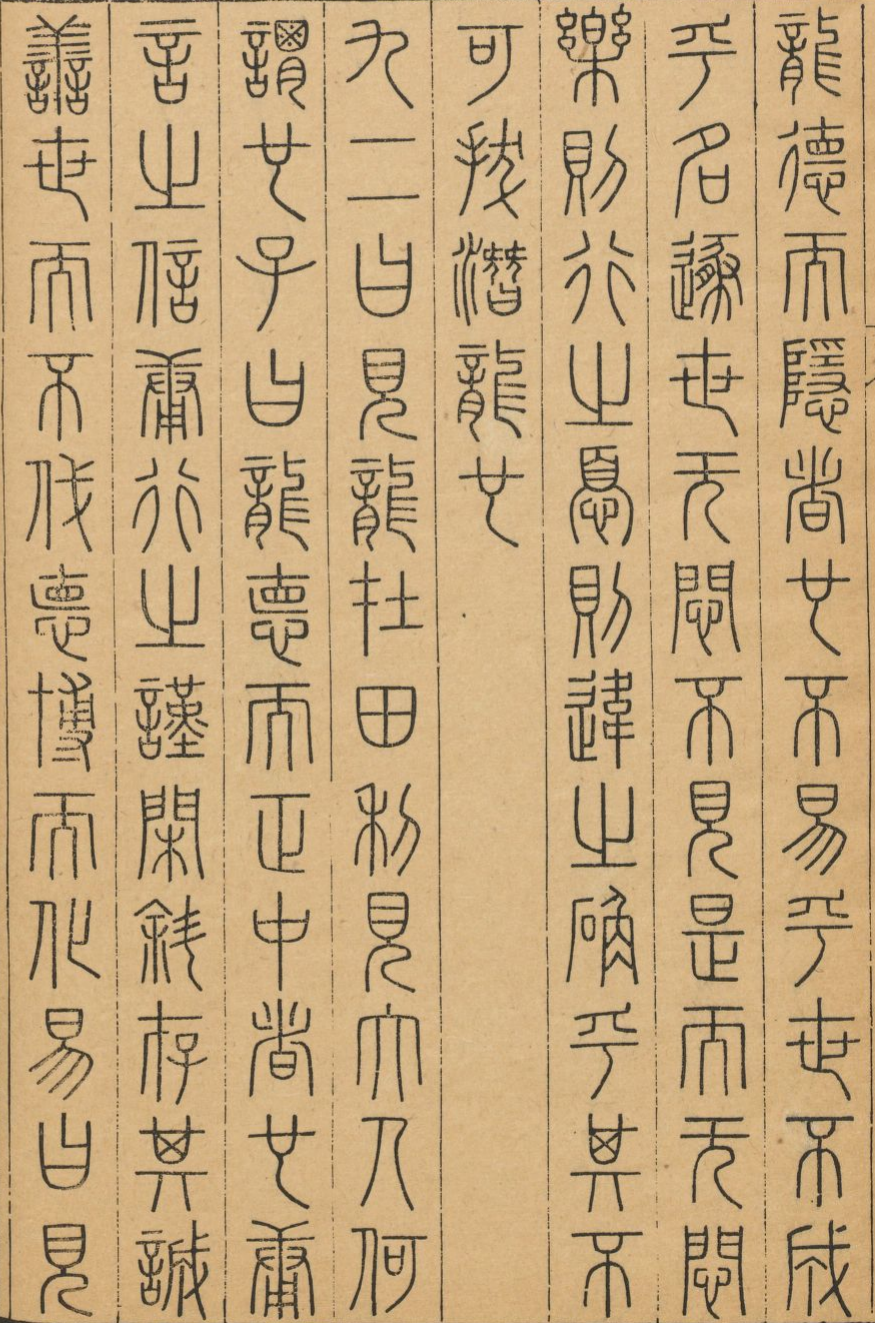 龍德而隱者也不易乎世不成
乎名遯世无悶不見是而无悶
樂則行之憂則違之确乎其不
可拔潛龍也
九二曰見龍在田利見大人何
謂也子曰龍德而正中者也庸
言之信庸行之謹閑邪存其誠
善世而不伐德博而化易曰見